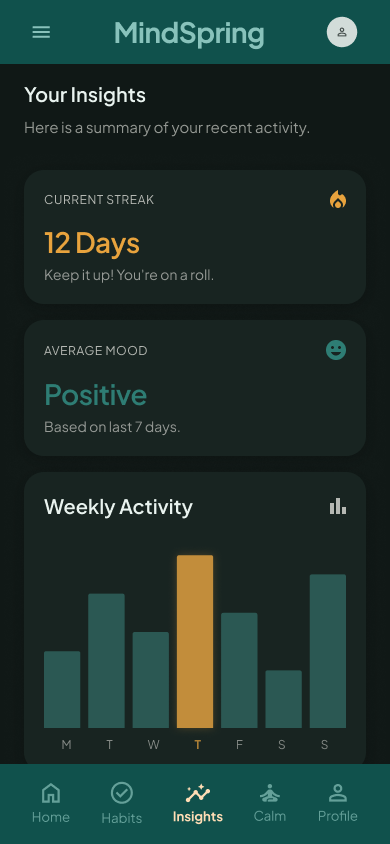 MindSpring
Your Insights
Here is a summary of your recent activity.
CURRENT STREAK
12 Days
Keep it up! You're on a roll.
AVERAGE MOOD
Positive
Based on last 7 days.
Weekly Activity
M T W T F S S
Home Habits Insights Calm Profile